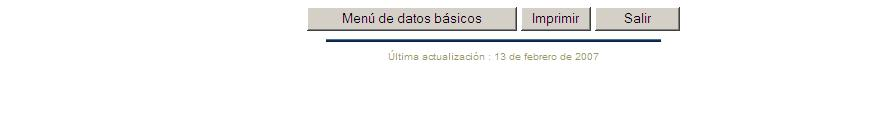 Menú de datos básicos Imprimir Salir
Última actualización : 13 de febrero de 2007